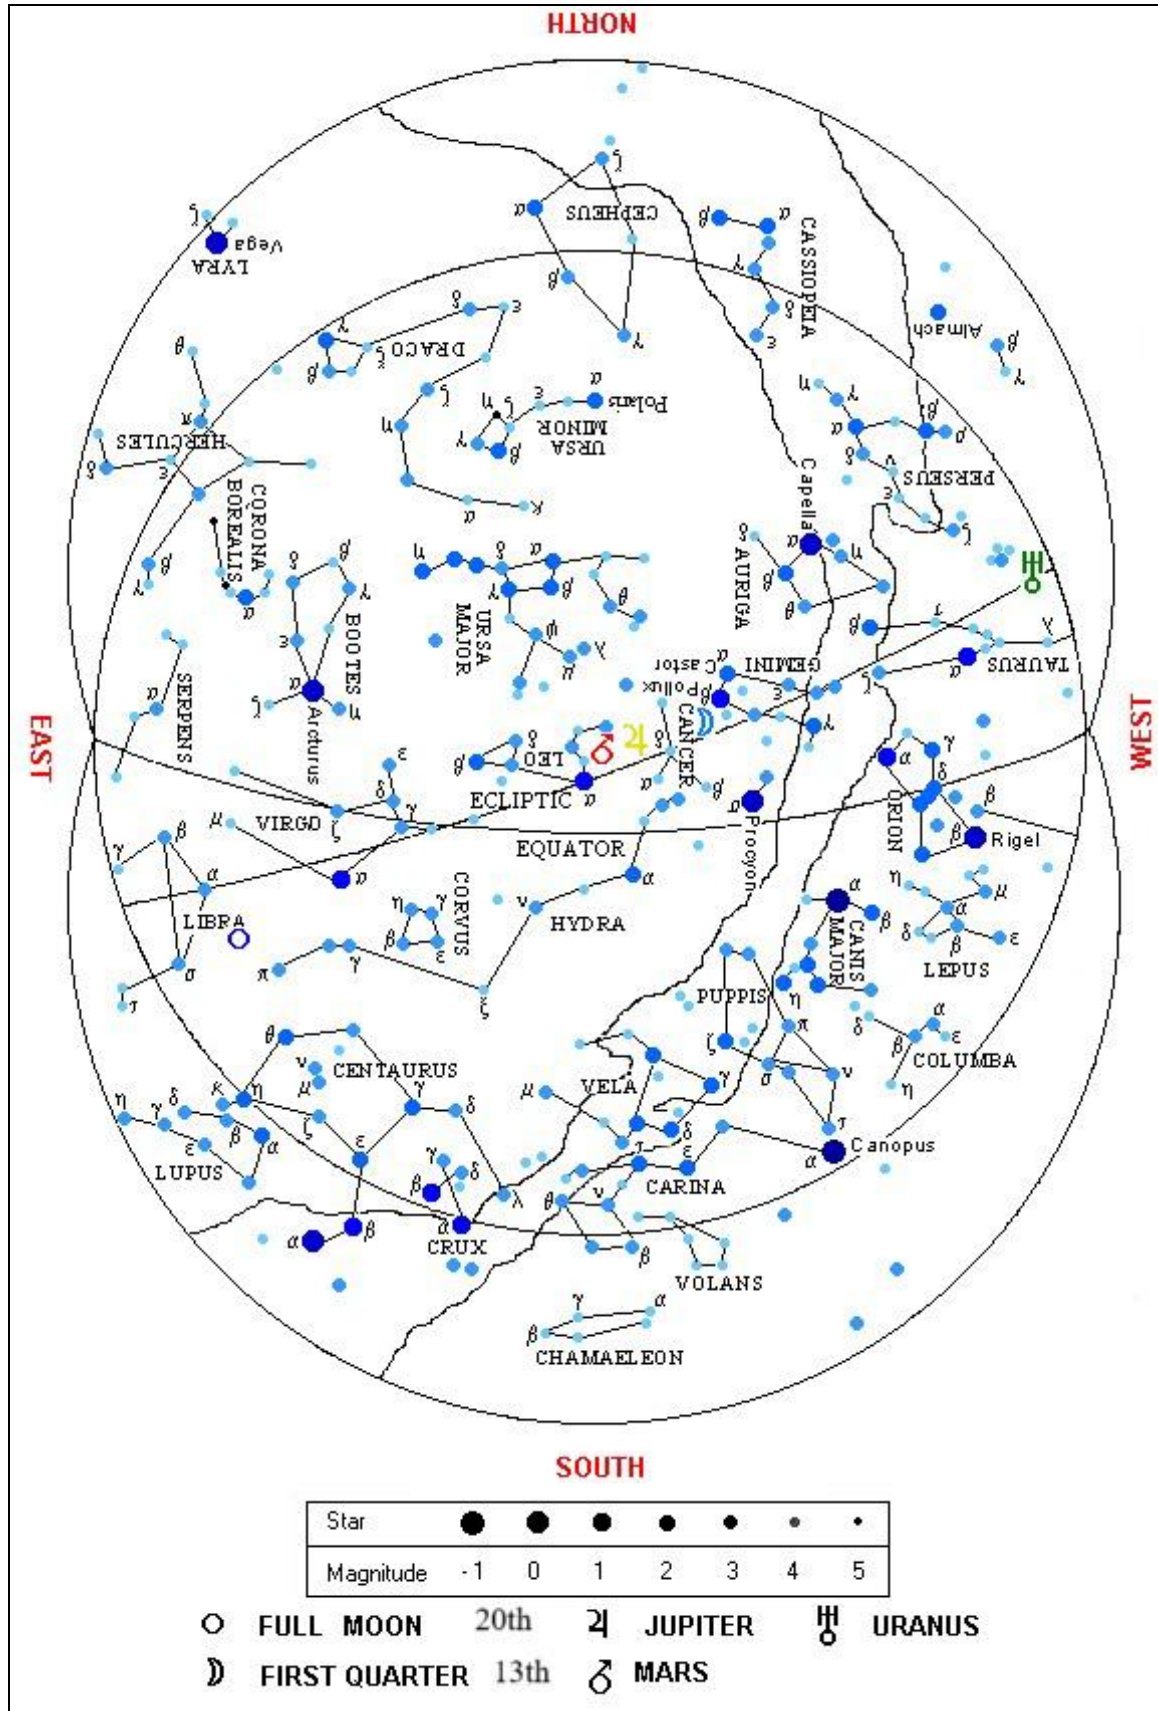 NORTH
CEPHEUS
CASSIOPEIA
Vega
LYRA
Almach
DRACO
HERCULES
Polaris
URSA
MINOR
PERSEUS
Capella
CORONA
BOREALIS
AURIGA
URSA
MAJOR
BOOTES
Castor
GEMINI
Pollux
TAURUS
SERPENS
Arcturus
CANCER
EAST
WEST
LEO
ECLIPTIC
ORION
VIRGO
EQUATOR
Procyon
Rigel
LIBRA
CORVUS
HYDRA
CANIS
MAJOR
LEPUS
PUPPIS
COLUMBA
CENTAURUS
VELA
Canopus
LUPUS
CARINA
CRUX
VOLANS
CHAMAELEON
SOUTH
Star
Magnitude -1 0 1 2 3 4 5
FULL MOON 20th JUPITER URANUS
FIRST QUARTER 13th MARS